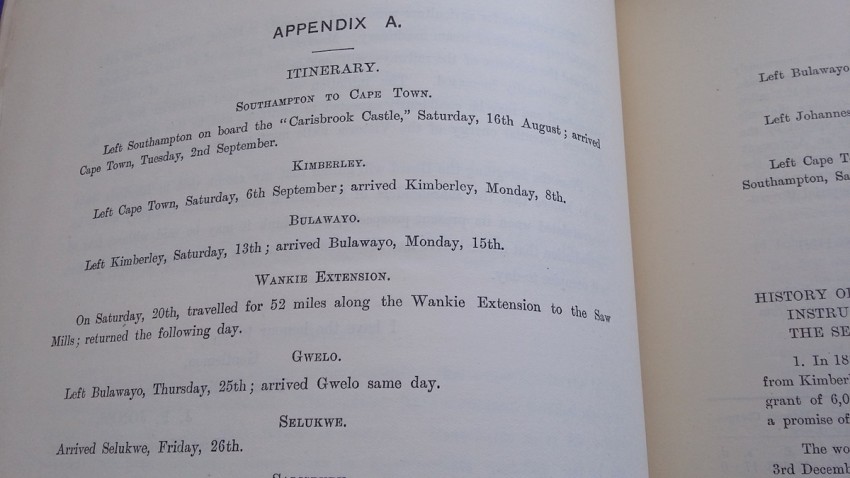 APPENDIX A.
ITINERARY.
SOUTHAMPTON TO CAPE TOWN.
Left Southampton on board the "Carisbrook Castle," Saturday, 16th August; arrived
Cape Town, Tuesday, 2nd September.
KIMBERLEY.
Left Cape Town, Saturday, 6th September; arrived Kimberley, Monday, 8th.
BULAWAYO.
Left Kimberley, Saturday, 13th; arrived Bulawayo, Monday, 15th.
WANKIE EXTENSION.
On Saturday, 20th, travelled for 52 miles along the Wankie Extension to the Saw
Mills; returned the following day.
GWELO.
Left Bulawayo, Thursday, 25th; arrived Gwelo same day.
SELUKWE.
Arrived Selukwe, Friday, 26th.
Left Bulawayo
Left Johannes
Left Cape T
Southampton, Sa
HISTORY OF
INSTRU
THE SE
1. In 18
from Kimberl
grant of 6,0
a promise of
The wo
3rd Decemb